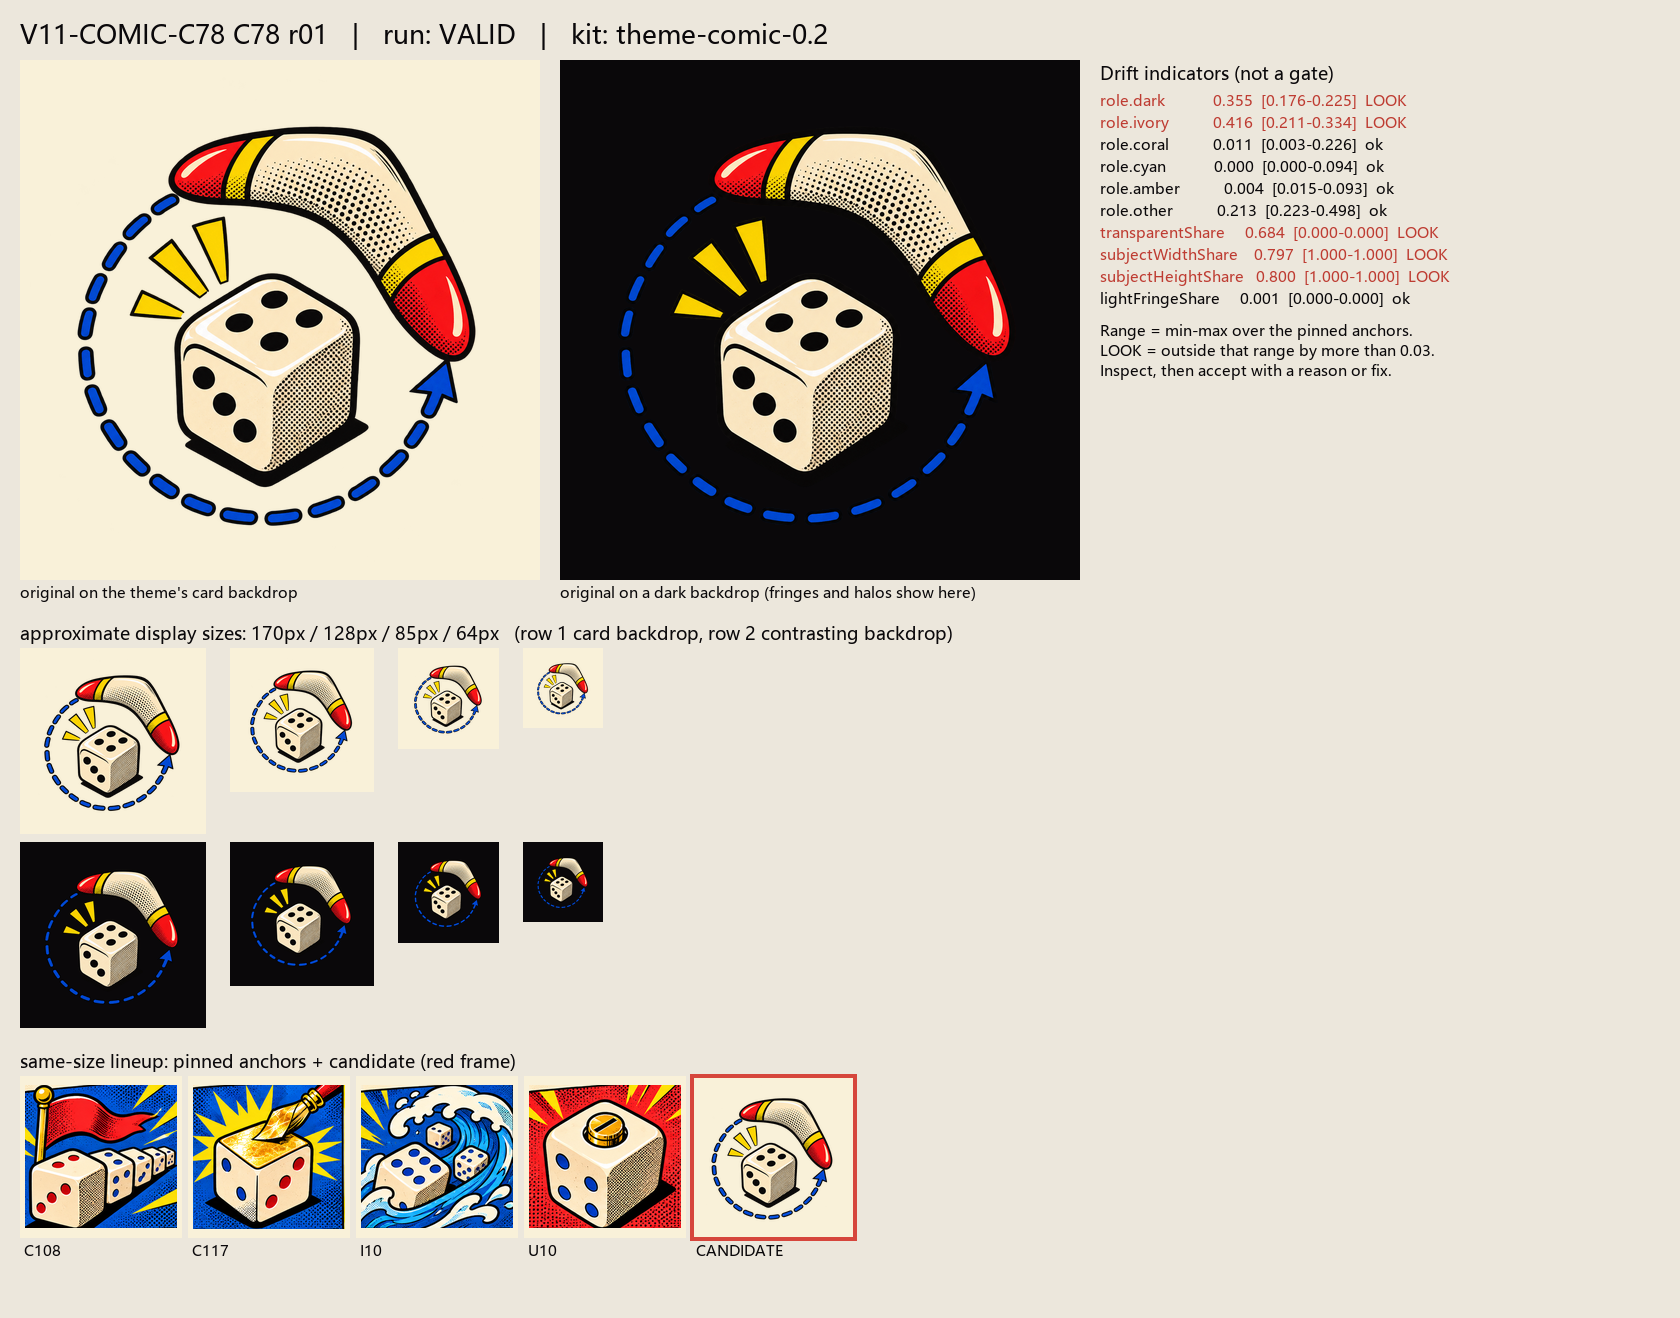 V11-COMIC-C78 C78 r01 | run: VALID | kit: theme-comic-0.2
Drift indicators (not a gate)
role.dark 0.355 [0.176-0.225] LOOK
role.ivory 0.416 [0.211-0.334] LOOK
role.coral 0.011 [0.003-0.226] ok
role.cyan 0.000 [0.000-0.094] ok
role.amber 0.004 [0.015-0.093] ok
role.other 0.213 [0.223-0.498] ok
transparentShare 0.684 [0.000-0.000] LOOK
subjectWidthShare 0.797 [1.000-1.000] LOOK
subjectHeightShare 0.800 [1.000-1.000] LOOK
lightFringeShare 0.001 [0.000-0.000] ok
Range = min-max over the pinned anchors.
LOOK = outside that range by more than 0.03.
Inspect, then accept with a reason or fix.
original on the theme's card backdrop
original on a dark backdrop (fringes and halos show here)
approximate display sizes: 170px / 128px / 85px / 64px (row 1 card backdrop, row 2 contrasting backdrop)
same-size lineup: pinned anchors + candidate (red frame)
C108
C117
I10
U10
CANDIDATE